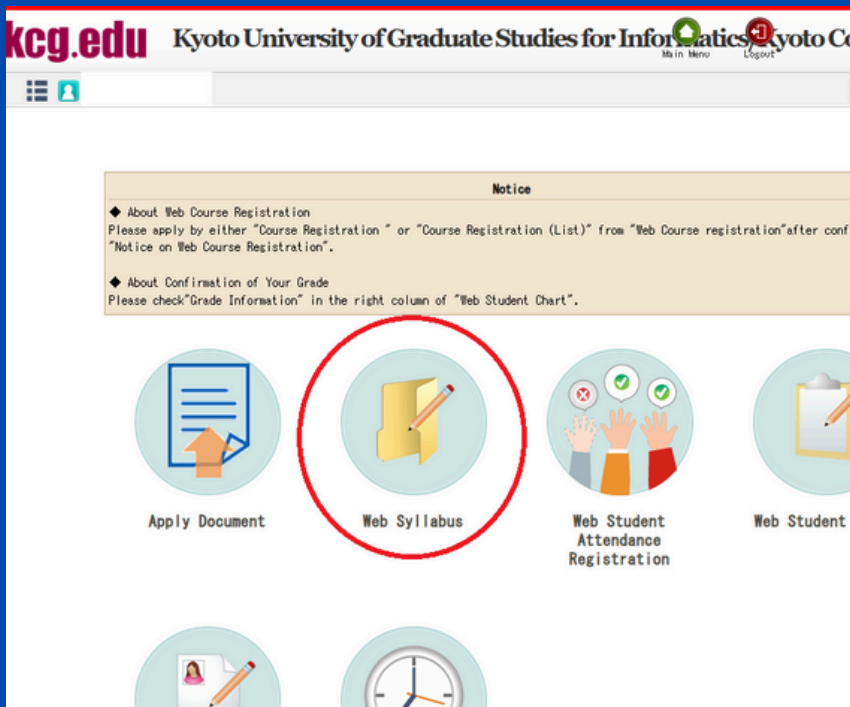 kcg.edu Kyoto University of Graduate Studies for Informatics, Kyoto Co
Main Menu Logout
Notice
◆ About Web Course Registration
Please apply by either "Course Registration " or "Course Registration (List)" from "Web Course registration"after conf
"Notice on Web Course Registration".
◆ About Confirmation of Your Grade
Please check"Grade Information" in the right column of "Web Student Chart".
Apply Document
Web Syllabus
Web Student
Attendance
Registration
Web Student